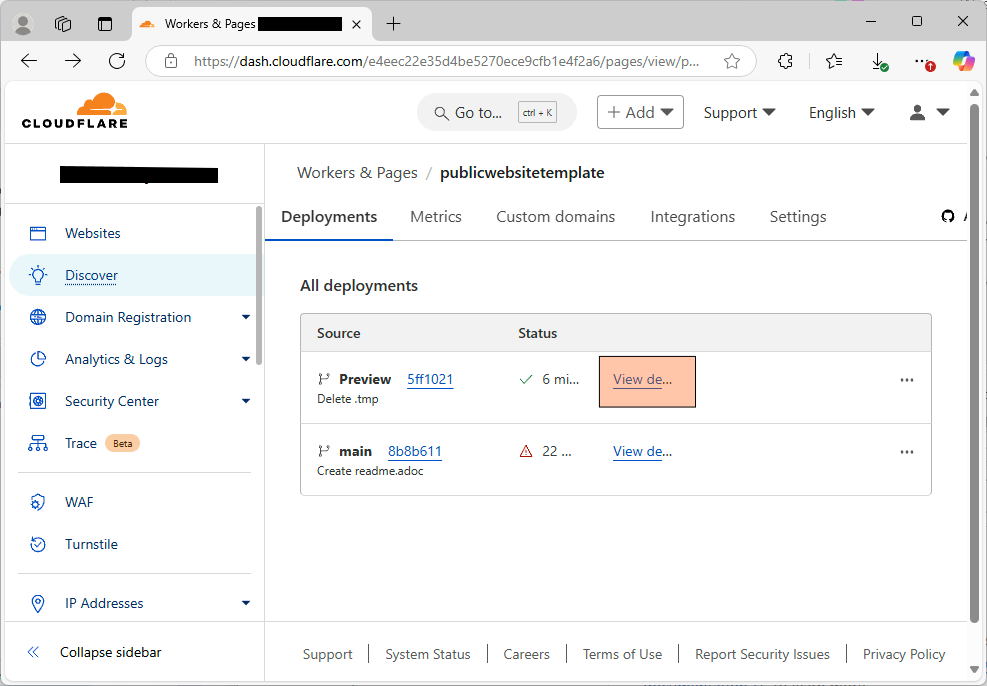 Workers & Pages
https://dash.cloudflare.com/e4eec22e35d4be5270ece9cfb1e4f2a6/pages/view/p...
CLOUDFLARE
Go to... ctrl + K
Add
Support
English
Workers & Pages / publicwebsitetemplate
Deployments Metrics Custom domains Integrations Settings A
Websites
Discover
Domain Registration
Analytics & Logs
Security Center
Trace Beta
WAF
Turnstile
IP Addresses
Collapse sidebar
All deployments
Source Status
Preview 5ff1021 6 mi... View de... ...
Delete .tmp
main 8b8b611 22 ... View de... ...
Create readme.adoc
Support System Status Careers Terms of Use Report Security Issues Privacy Policy